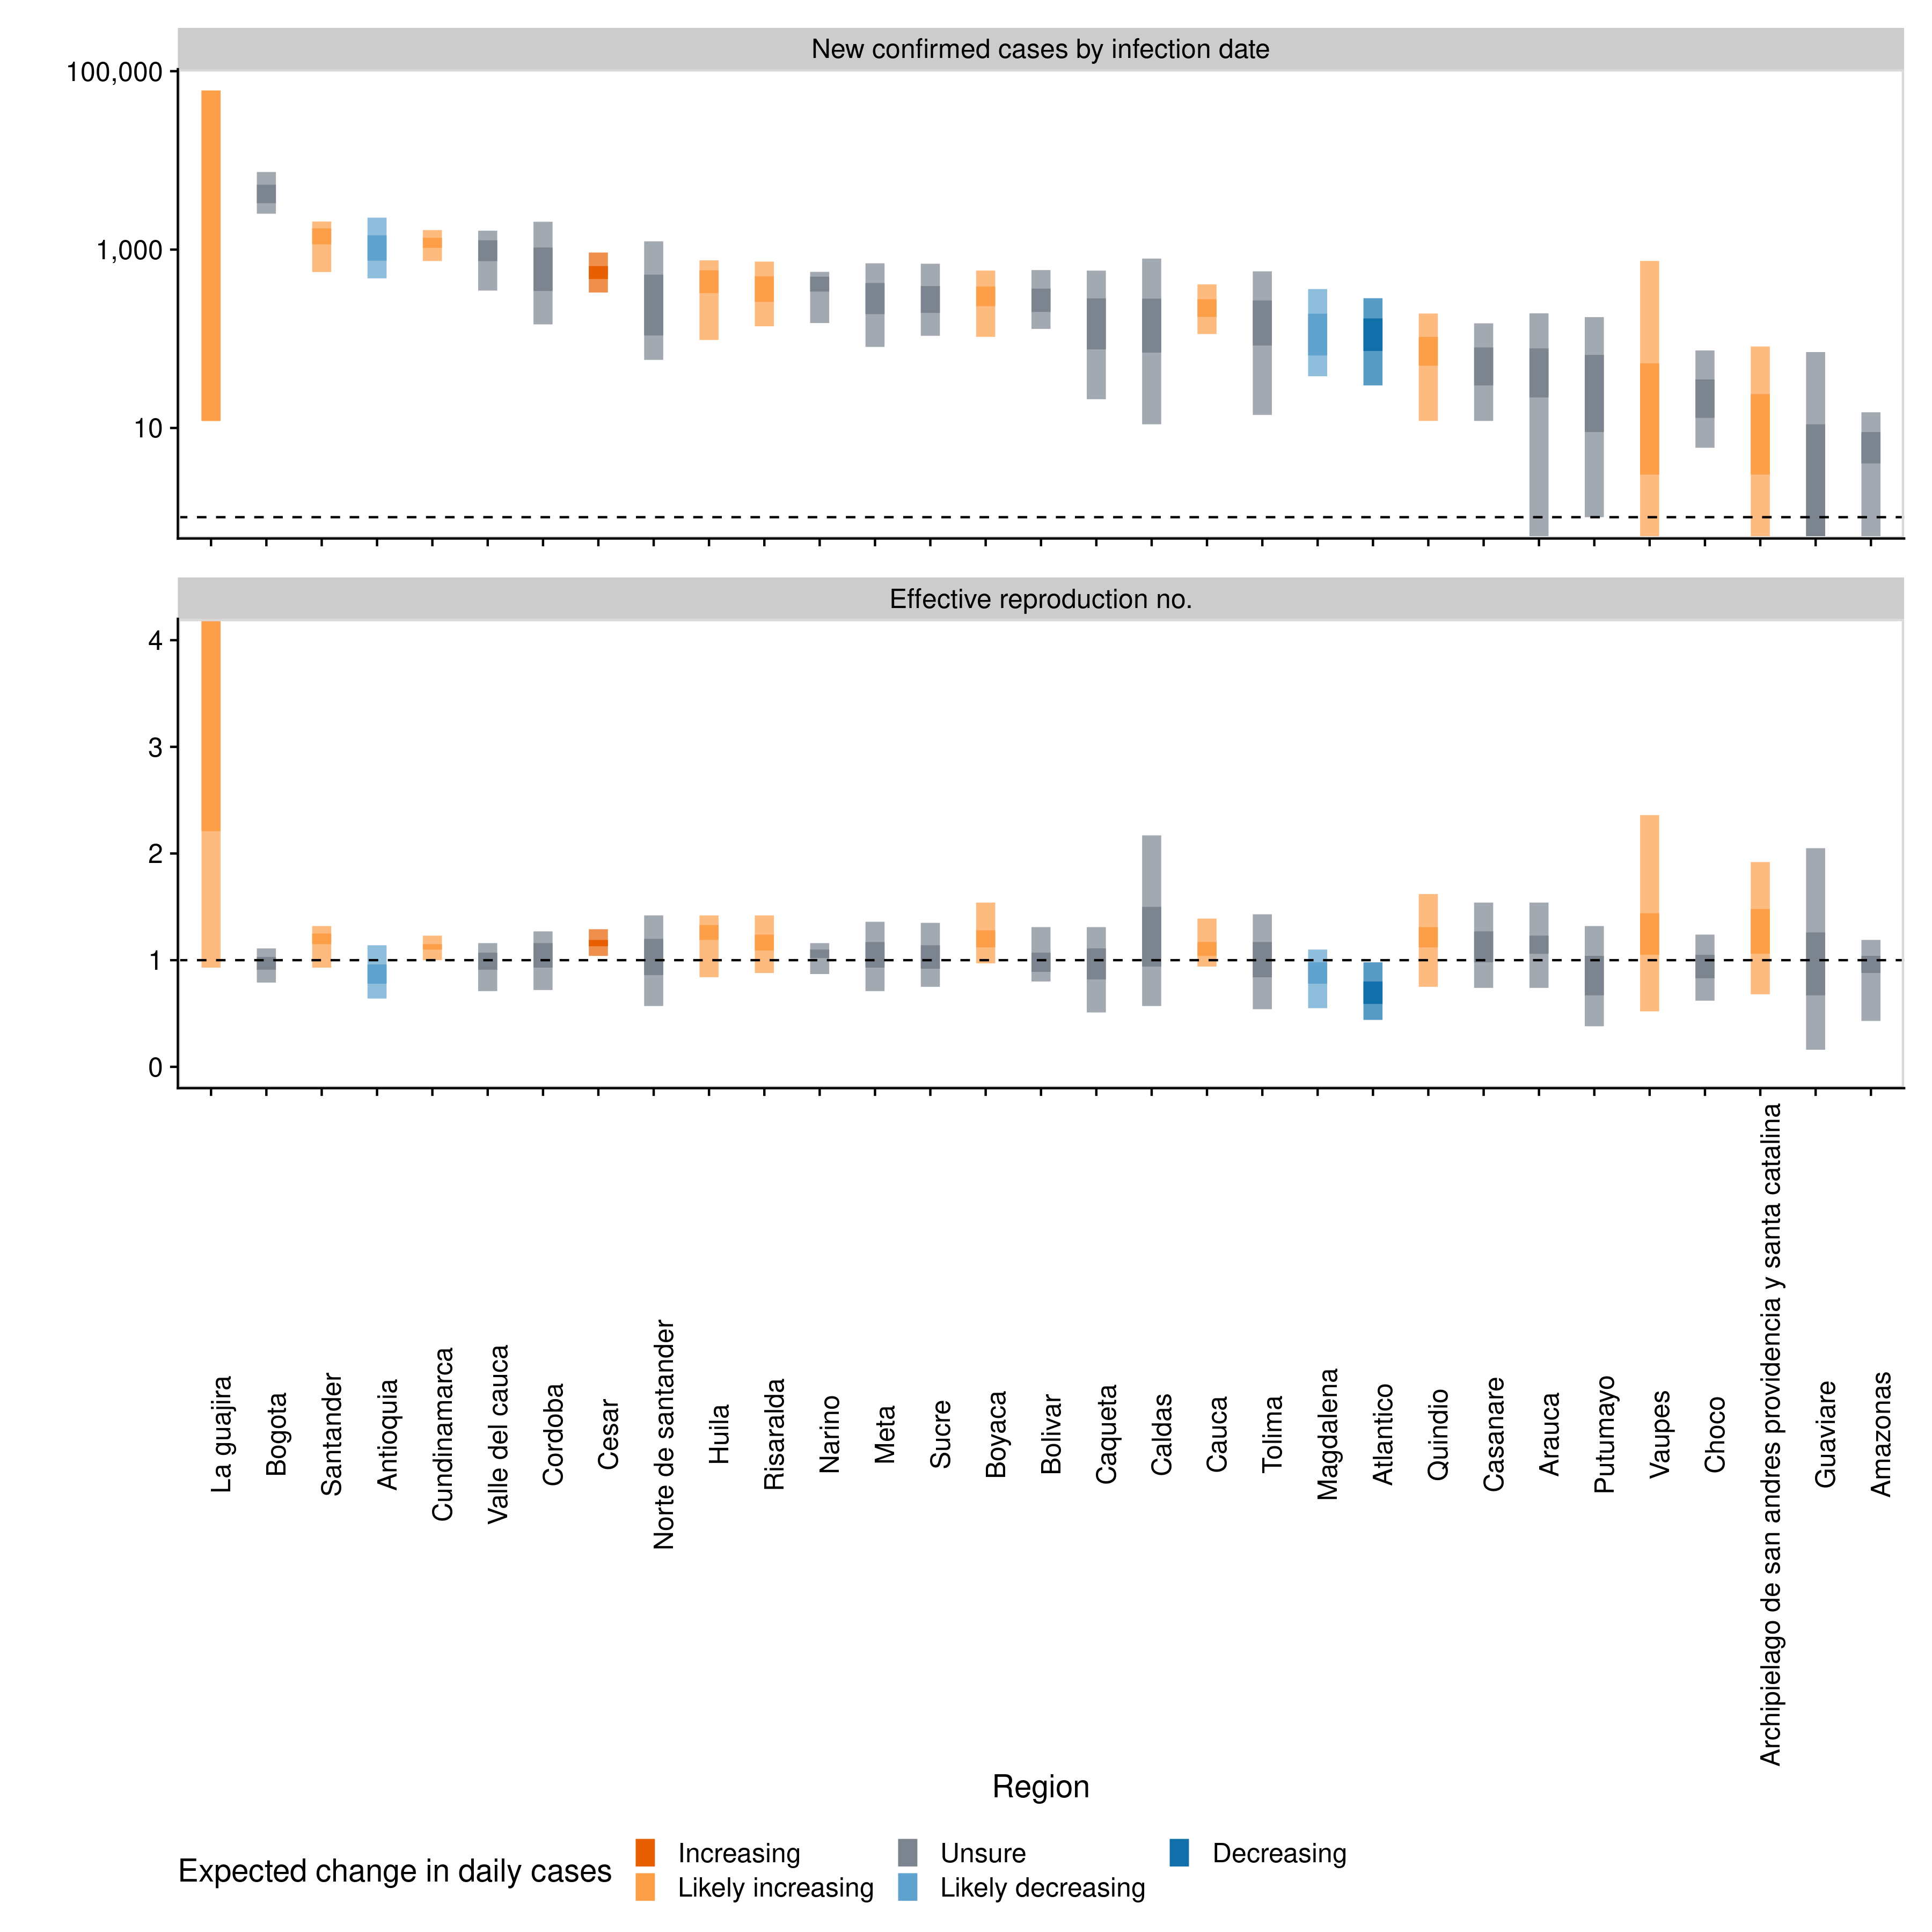 New confirmed cases by infection date
100,000
1,000
10
Effective reproduction no.
4
3
2
1
0
La guajira
Bogota
Santander
Antioquia
Cundinamarca
Valle del cauca
Cordoba
Cesar
Norte de santander
Huila
Risaralda
Narino
Meta
Sucre
Boyaca
Bolivar
Caqueta
Caldas
Cauca
Tolima
Magdalena
Atlantico
Quindio
Casanare
Arauca
Putumayo
Vaupes
Choco
Archipielago de san andres providencia y santa catalina
Guaviare
Amazonas
Region
Expected change in daily cases
Increasing
Likely increasing
Unsure
Likely decreasing
Decreasing